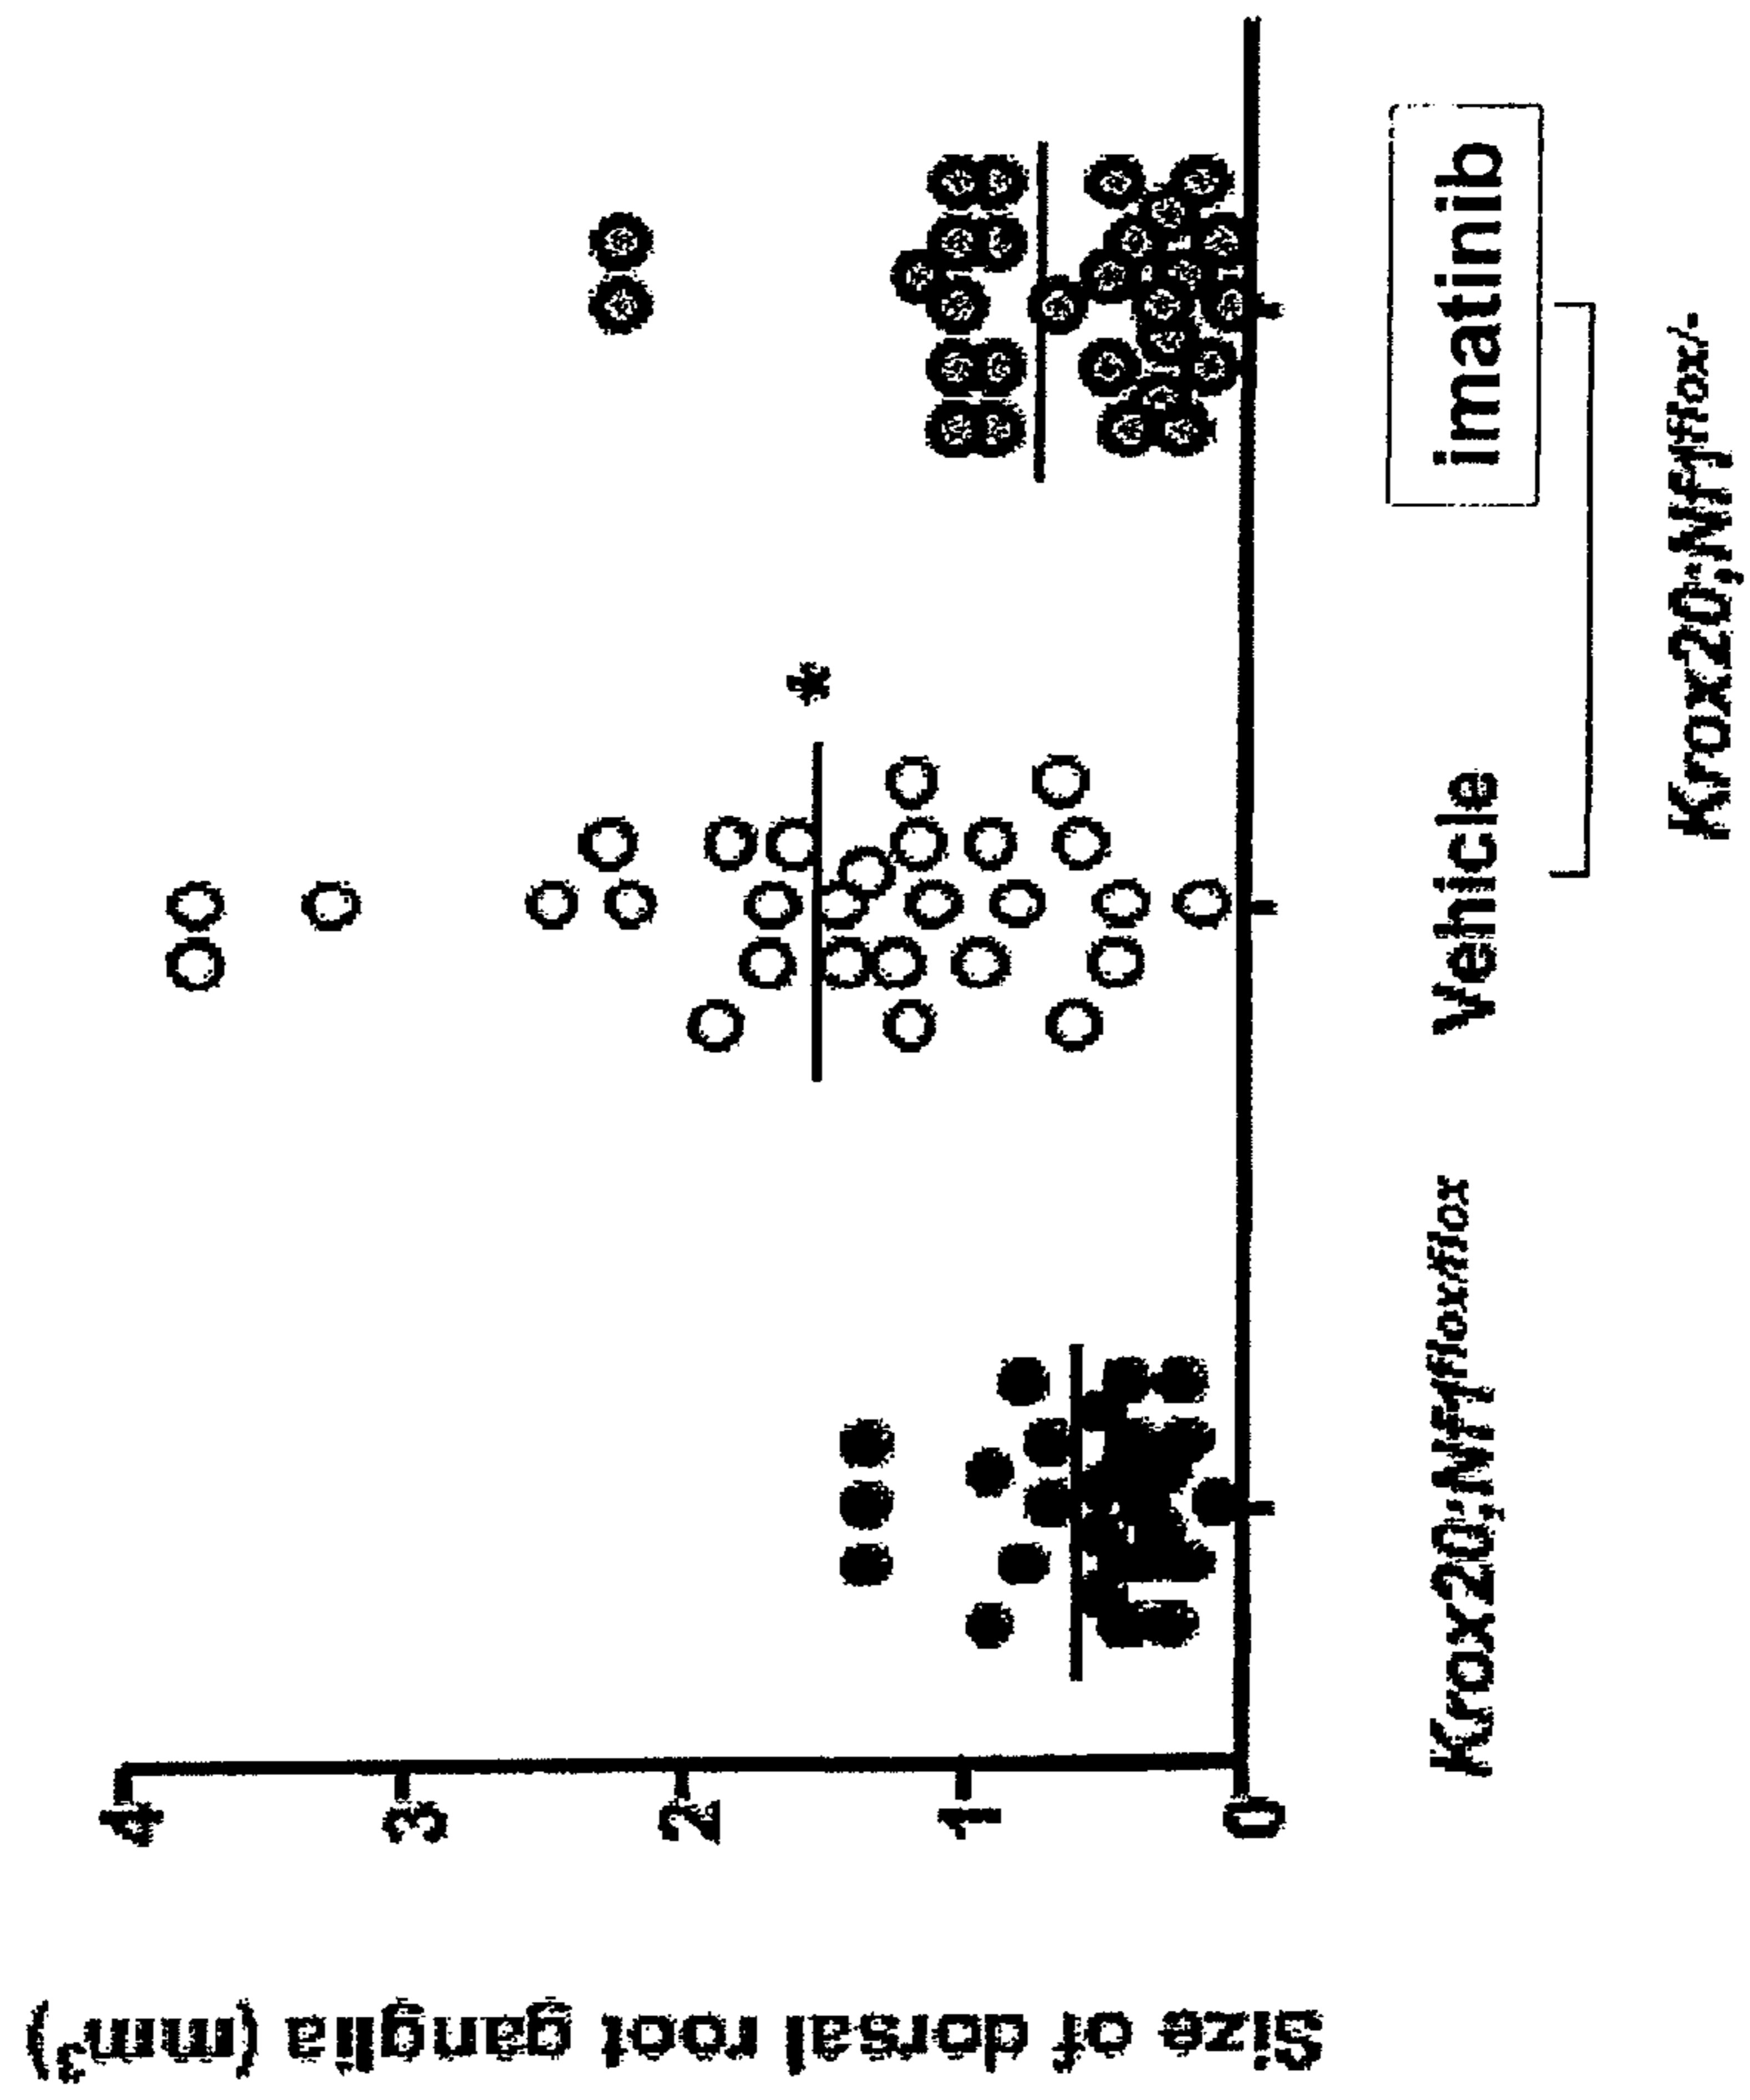 Size of dorsal root ganglia (mm³)
4
3
2
1
0
*
Krox20;Nf1flox/flox
Vehicle
imatinib
Krox20;Nf1flox/-